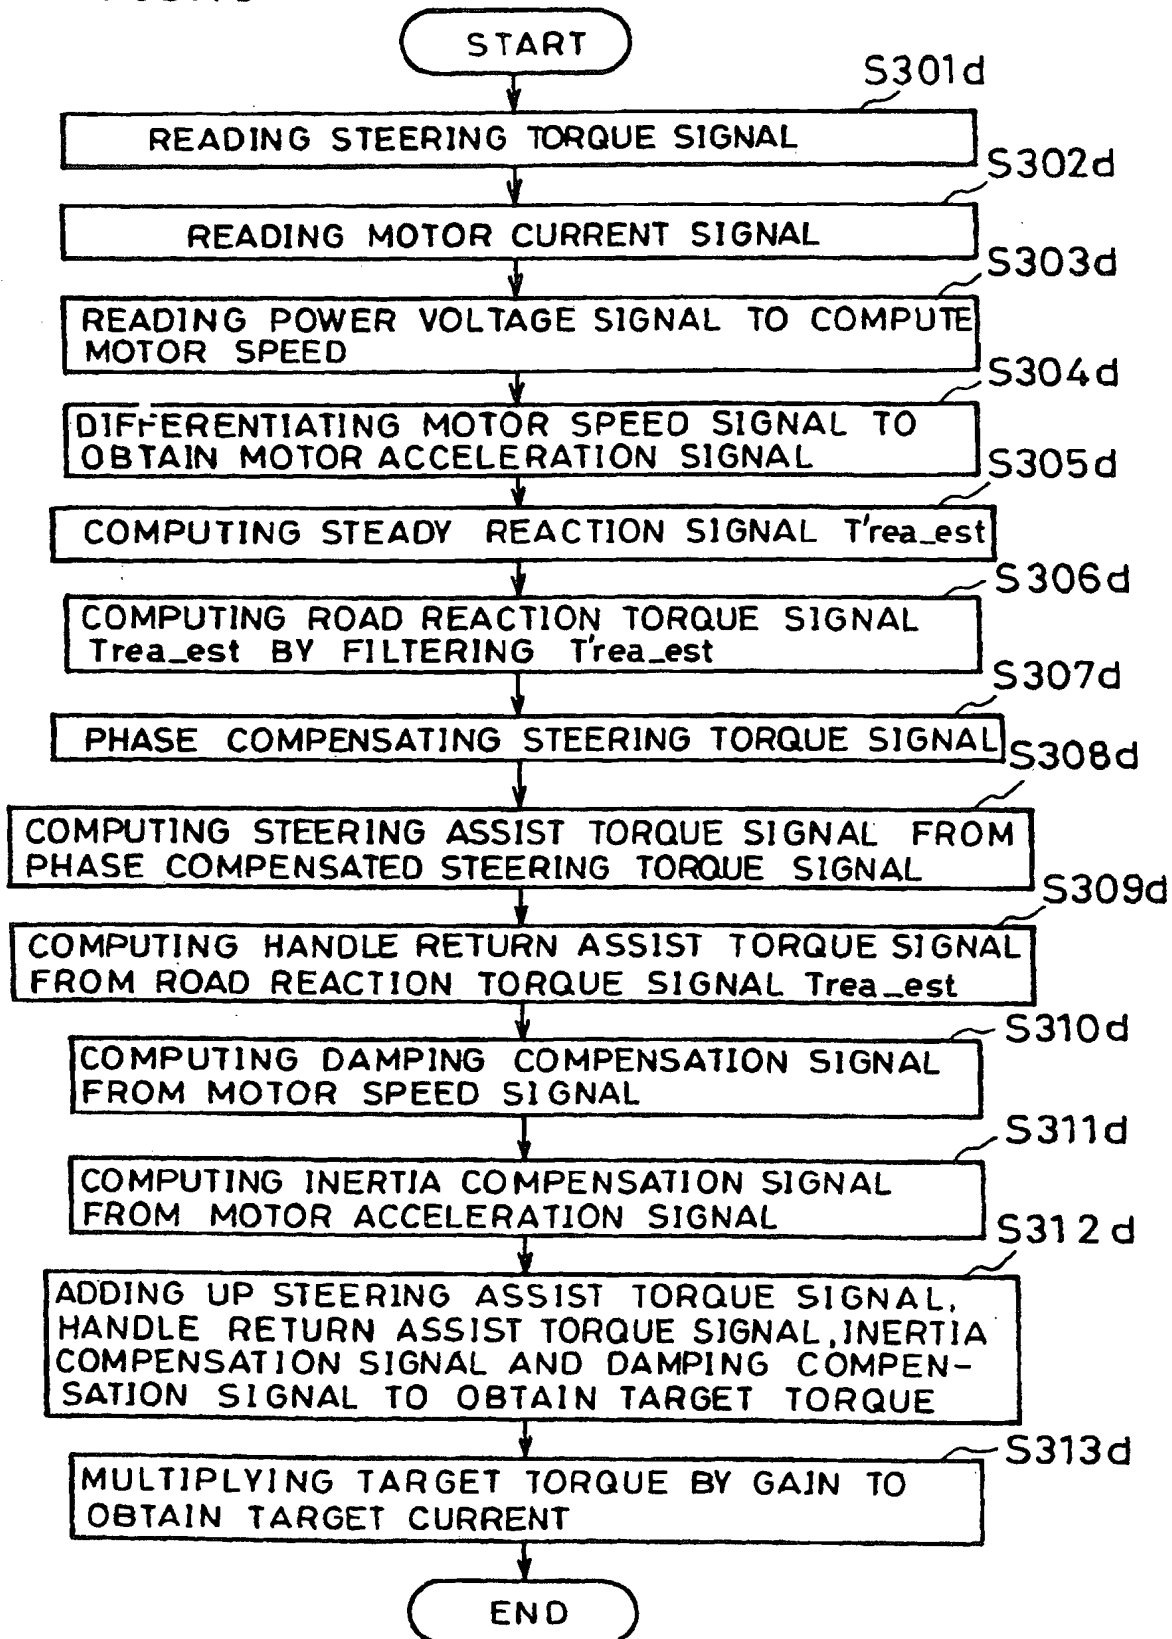 START
S301d
READING STEERING TORQUE SIGNAL
S302d
READING MOTOR CURRENT SIGNAL
S303d
READING POWER VOLTAGE SIGNAL TO COMPUTE
MOTOR SPEED
S304d
DIFFERENTIATING MOTOR SPEED SIGNAL TO
OBTAIN MOTOR ACCELERATION SIGNAL
S305d
COMPUTING STEADY REACTION SIGNAL T'rea_est
S306d
COMPUTING ROAD REACTION TORQUE SIGNAL
Trea_est BY FILTERING T'rea_est
S307d
PHASE COMPENSATING STEERING TORQUE SIGNAL
S308d
COMPUTING STEERING ASSIST TORQUE SIGNAL FROM
PHASE COMPENSATED STEERING TORQUE SIGNAL
S309d
COMPUTING HANDLE RETURN ASSIST TORQUE SIGNAL
FROM ROAD REACTION TORQUE SIGNAL Trea_est
S310d
COMPUTING DAMPING COMPENSATION SIGNAL
FROM MOTOR SPEED SIGNAL
S311d
COMPUTING INERTIA COMPENSATION SIGNAL
FROM MOTOR ACCELERATION SIGNAL
S312d
ADDING UP STEERING ASSIST TORQUE SIGNAL,
HANDLE RETURN ASSIST TORQUE SIGNAL, INERTIA
COMPENSATION SIGNAL AND DAMPING COMPEN-
SATION SIGNAL TO OBTAIN TARGET TORQUE
S313d
MULTIPLYING TARGET TORQUE BY GAIN TO
OBTAIN TARGET CURRENT
END